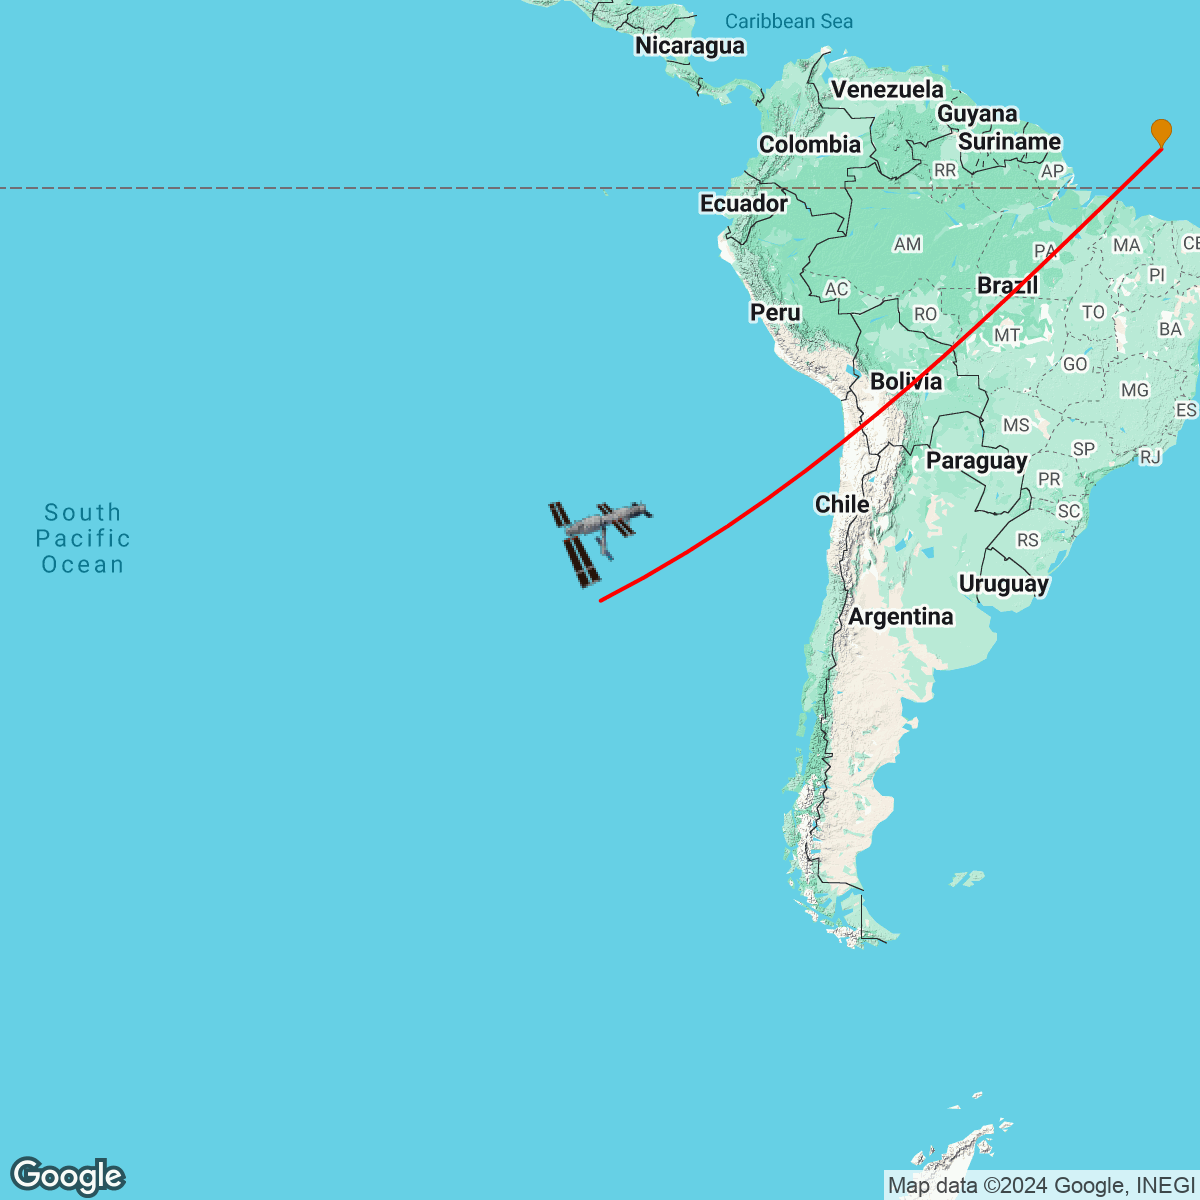 Caribbean Sea
Nicaragua
Venezuela
Guyana
Colombia
Suriname
RR
AP
Ecuador
AM
PA
MA
CE
PI
AC
Brazil
Peru
RO
TO
MT
BA
GO
Bolivia
MG
ES
MS
SP
RJ
Paraguay
PR
Chile
SC
South
Pacific
Ocean
RS
Uruguay
Argentina
Google
Map data ©2024 Google, INEGI